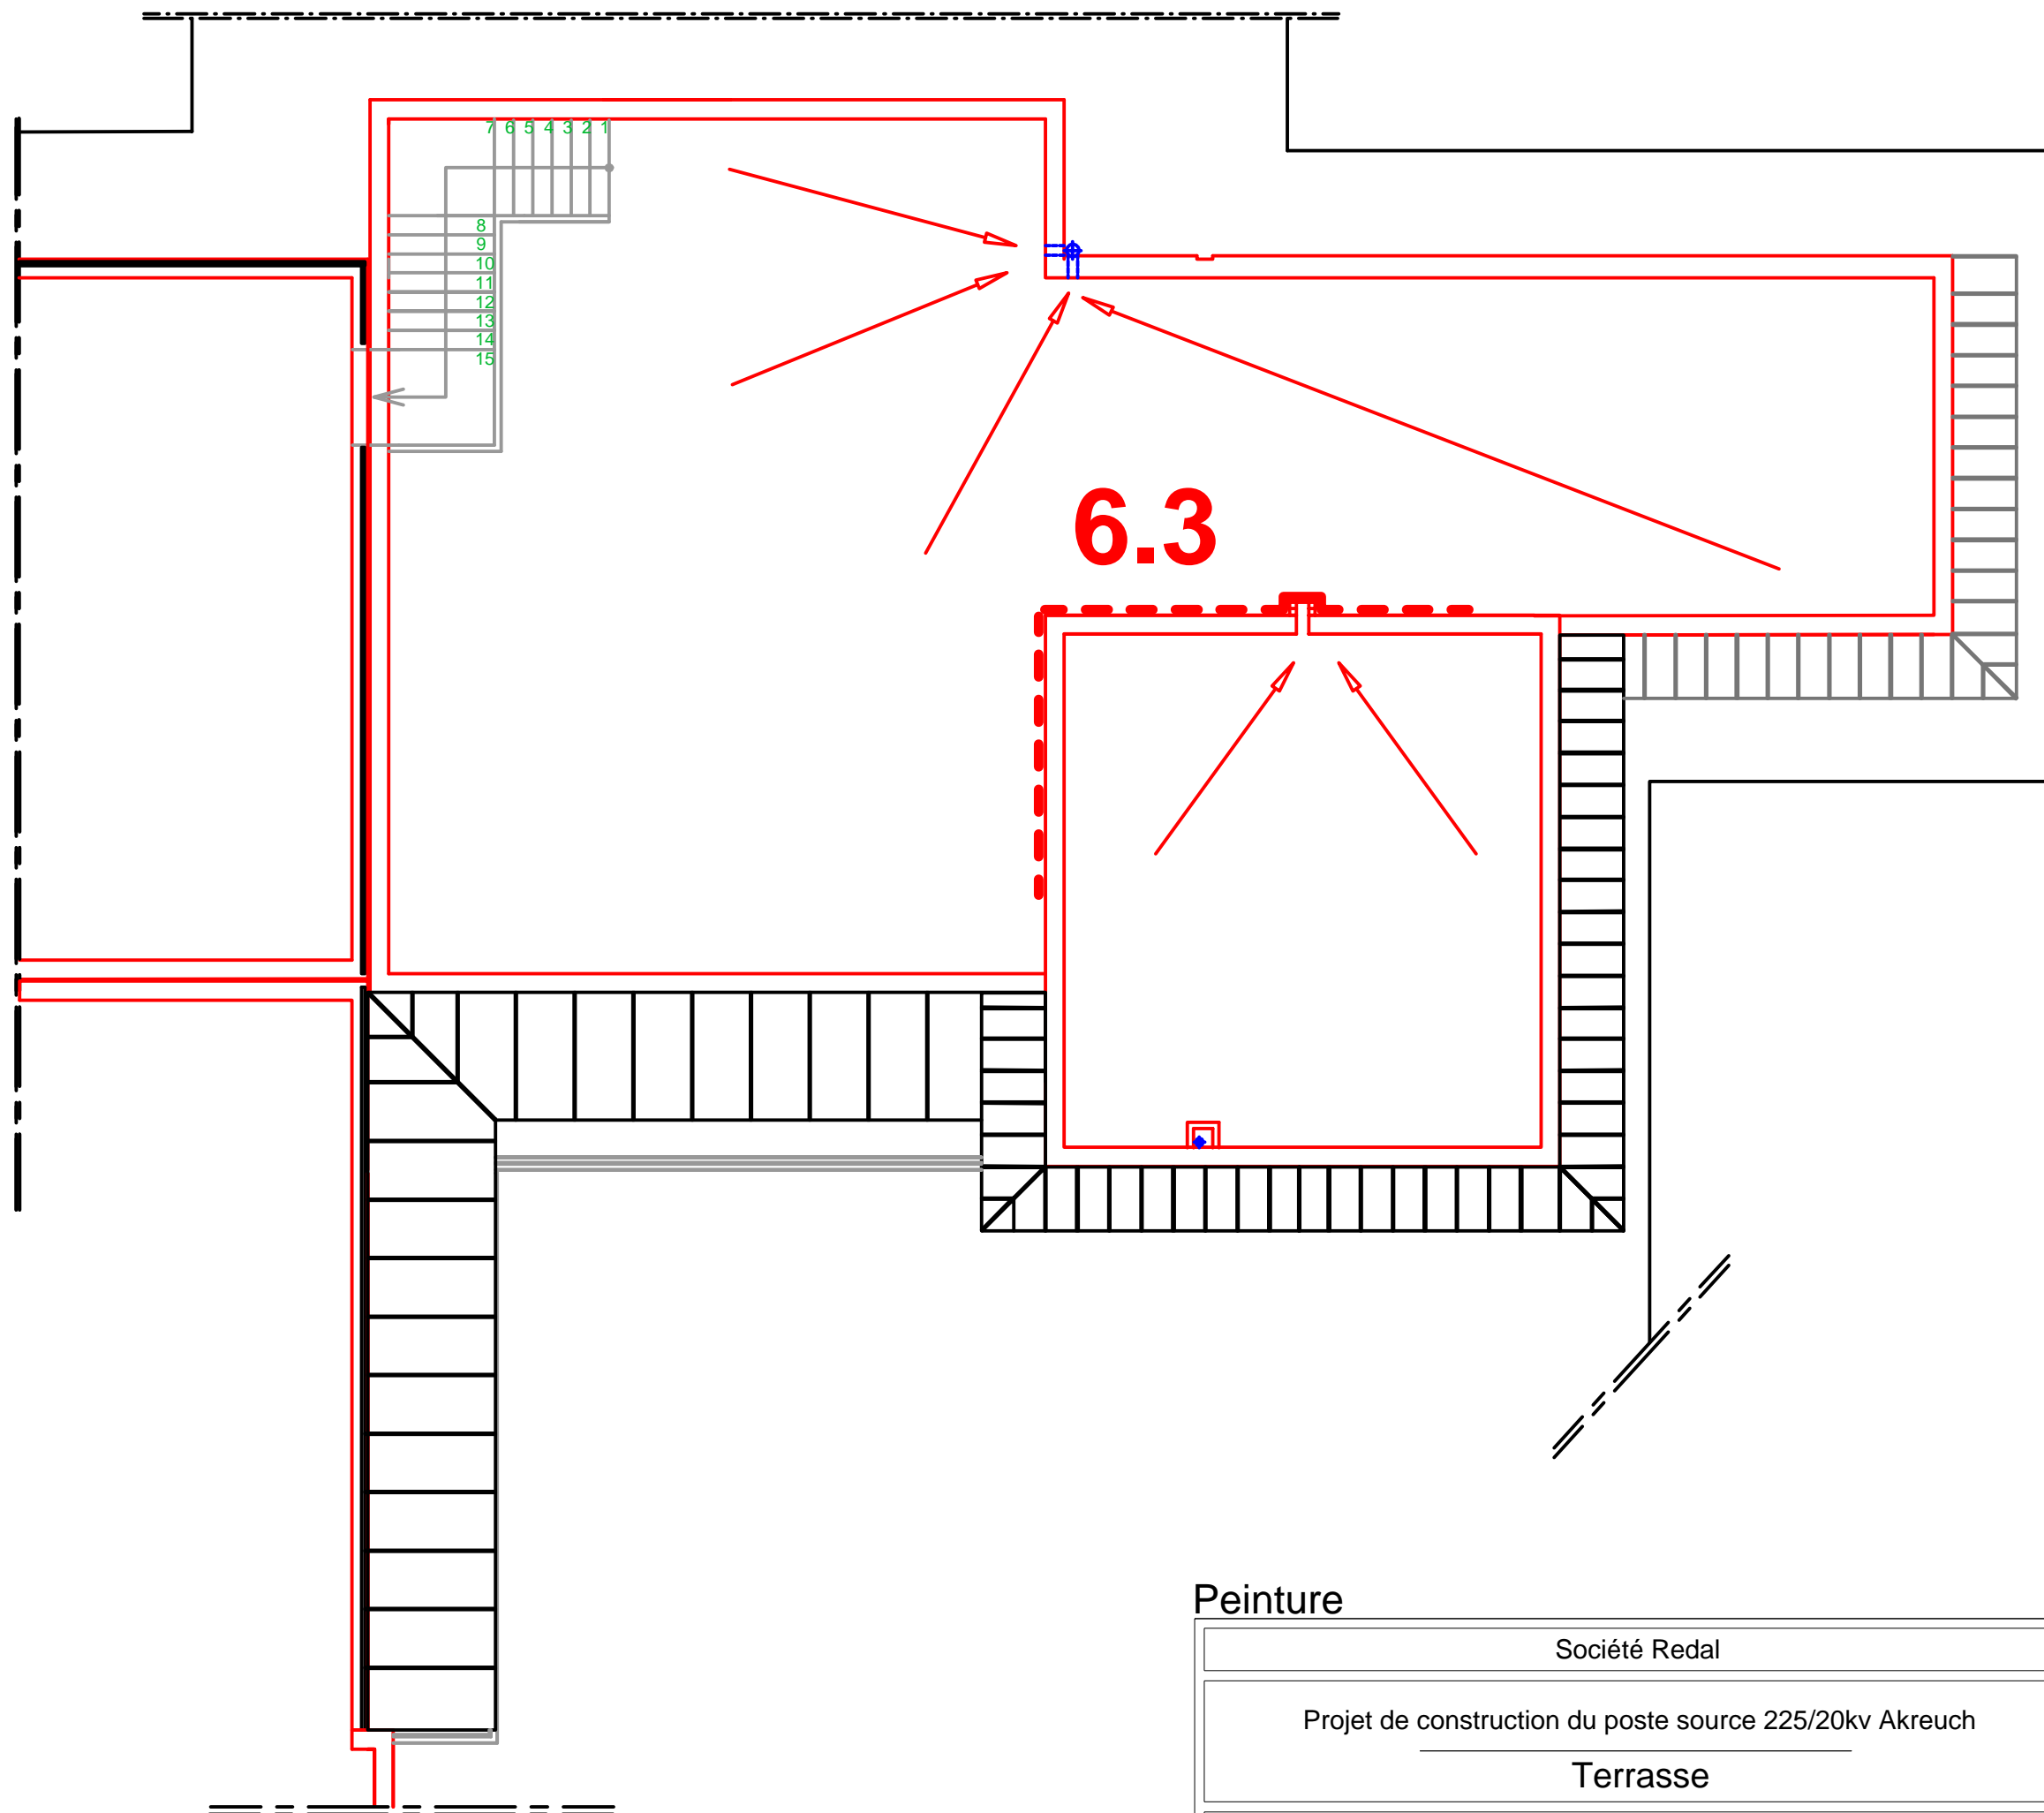 7 6 5 4 3 2 1
8
9
10
11
12
13
14
15
6.3
Peinture
Société Redal
Projet de construction du poste source 225/20kv Akreuch
Terrasse